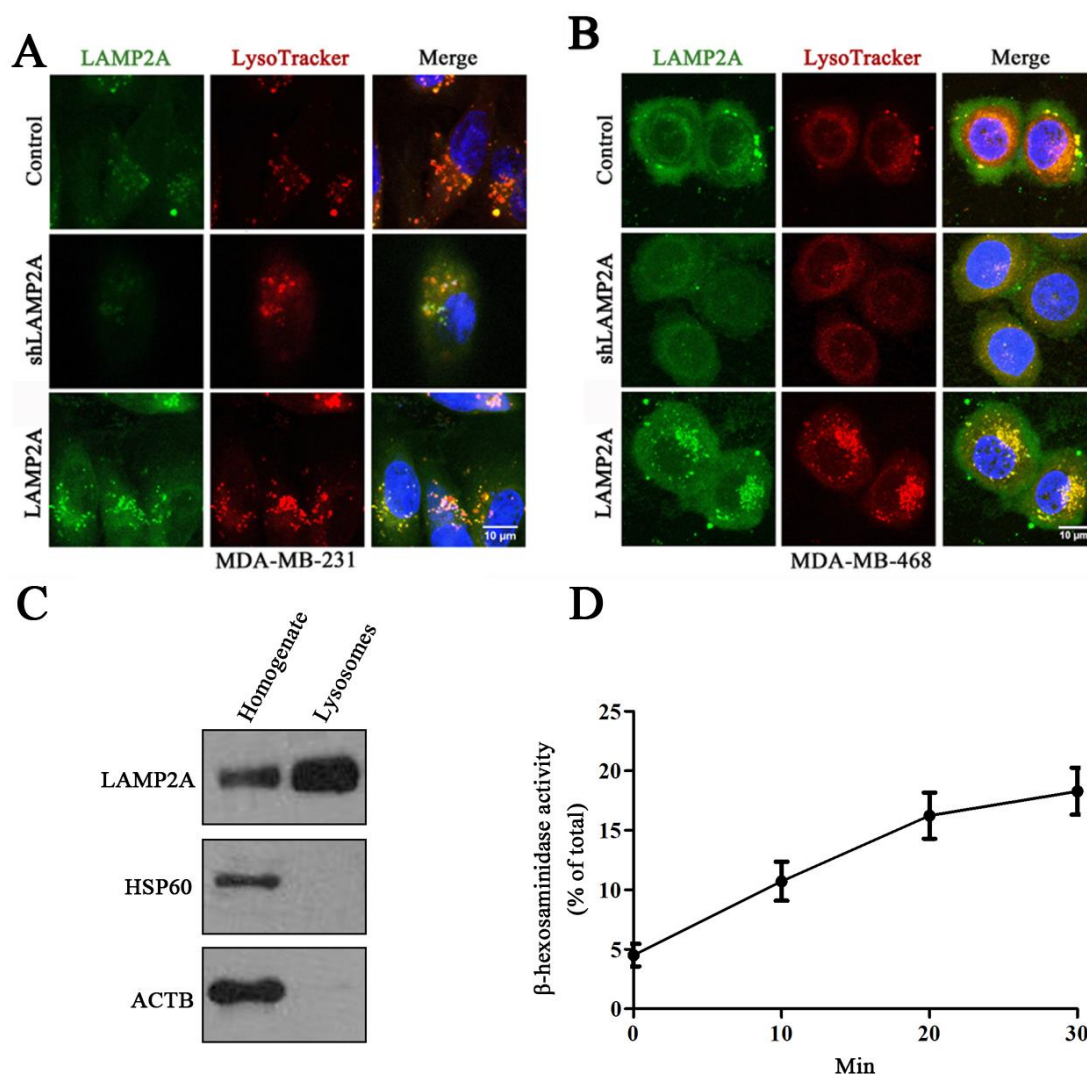 A
LAMP2A LysoTracker Merge
Control
shLAMP2A
LAMP2A
10 μm
MDA-MB-231
B
LAMP2A LysoTracker Merge
Control
shLAMP2A
LAMP2A
10 μm
MDA-MB-468
C
Homogenate
Lysosomes
LAMP2A
HSP60
ACTB
D
β-hexosaminidase activity
(% of total)
25
20
15
10
5
0
0 10 20 30
Min